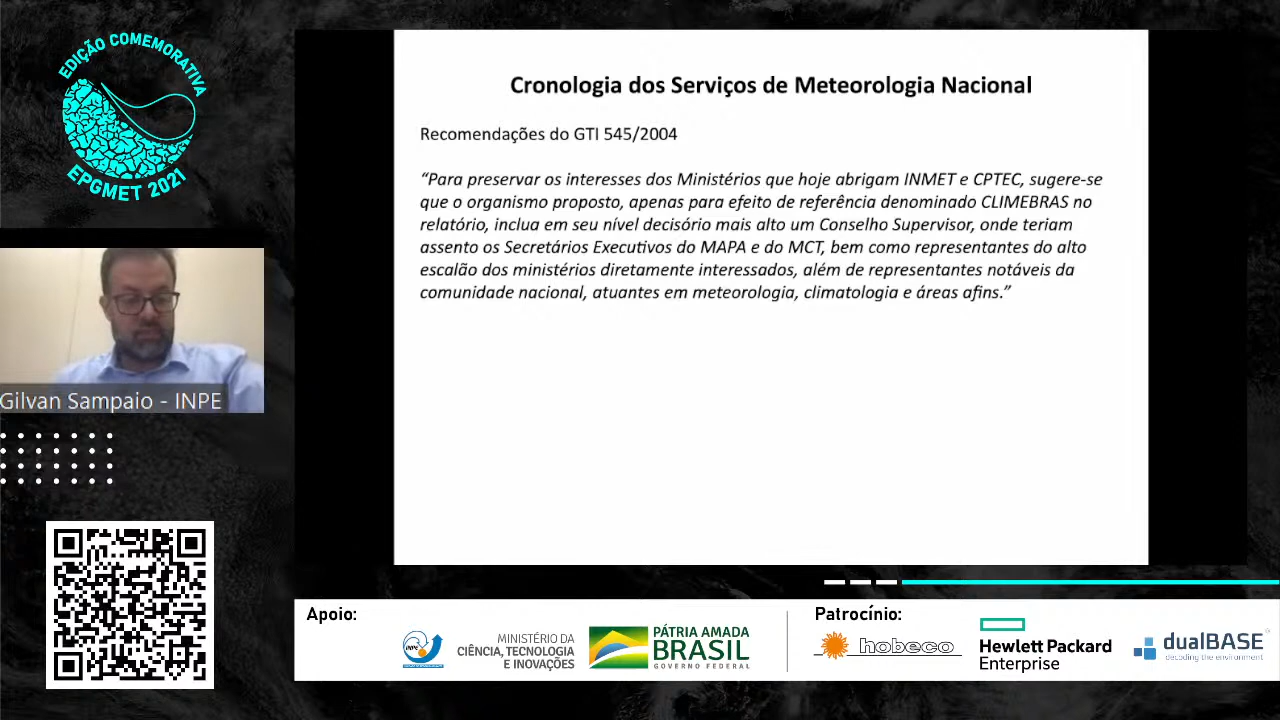 EDIÇÃO COMEMORATIVA
EPGMET 2021
Cronologia dos Serviços de Meteorologia Nacional
Recomendações do GTI 545/2004
“Para preservar os interesses dos Ministérios que hoje abrigam INMET e CPTEC, sugere-se
que o organismo proposto, apenas para efeito de referência denominado CLIMEBRAS no
relatório, inclua em seu nível decisório mais alto um Conselho Supervisor, onde teriam
assento os Secretários Executivos do MAPA e do MCT, bem como representantes do alto
escalão dos ministérios diretamente interessados, além de representantes notáveis da
comunidade nacional, atuantes em meteorologia, climatologia e áreas afins.”
Gilvan Sampaio - INPE
Apoio:
INPE
MINISTÉRIO DA
CIÊNCIA, TECNOLOGIA
E INOVAÇÕES
PÁTRIA AMADA
BRASIL
GOVERNO FEDERAL
Patrocínio:
hobeco
Hewlett Packard
Enterprise
dualBASE
decoding the environment